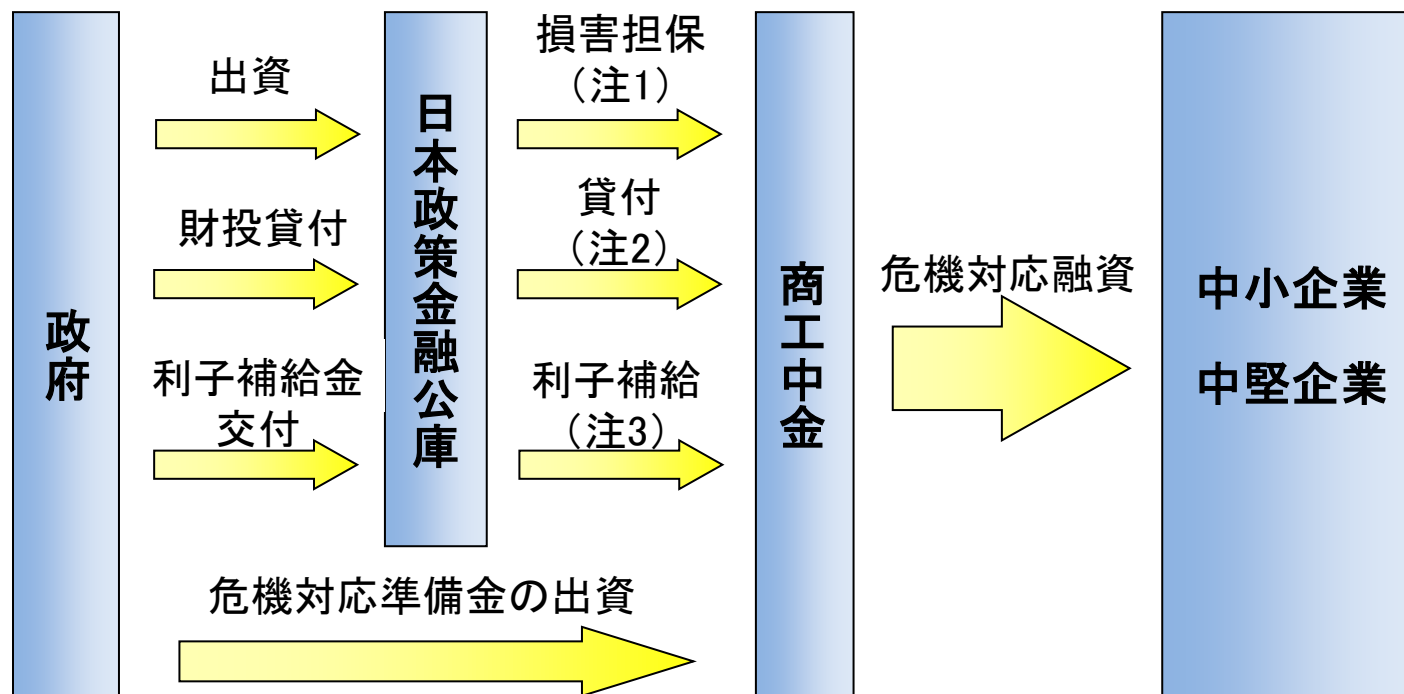 政府
出資
財投貸付
利子補給金
交付
日本政策金融公庫
損害担保
（注1）
貸付
（注2）
利子補給
（注3）
危機対応準備金の出資
商工中金
危機対応融資
中小企業
中堅企業